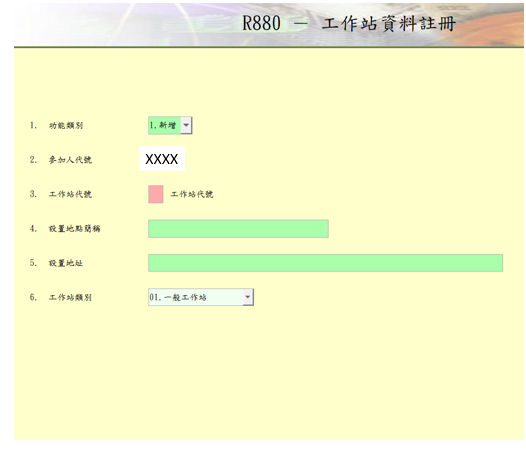 R880 － 工作站資料註冊
1. 功能類別 1.新增
2. 參加人代號 XXXX
3. 工作站代號 工作站代號
4. 設置地點簡稱
5. 設置地址
6. 工作站類別 01.一般工作站